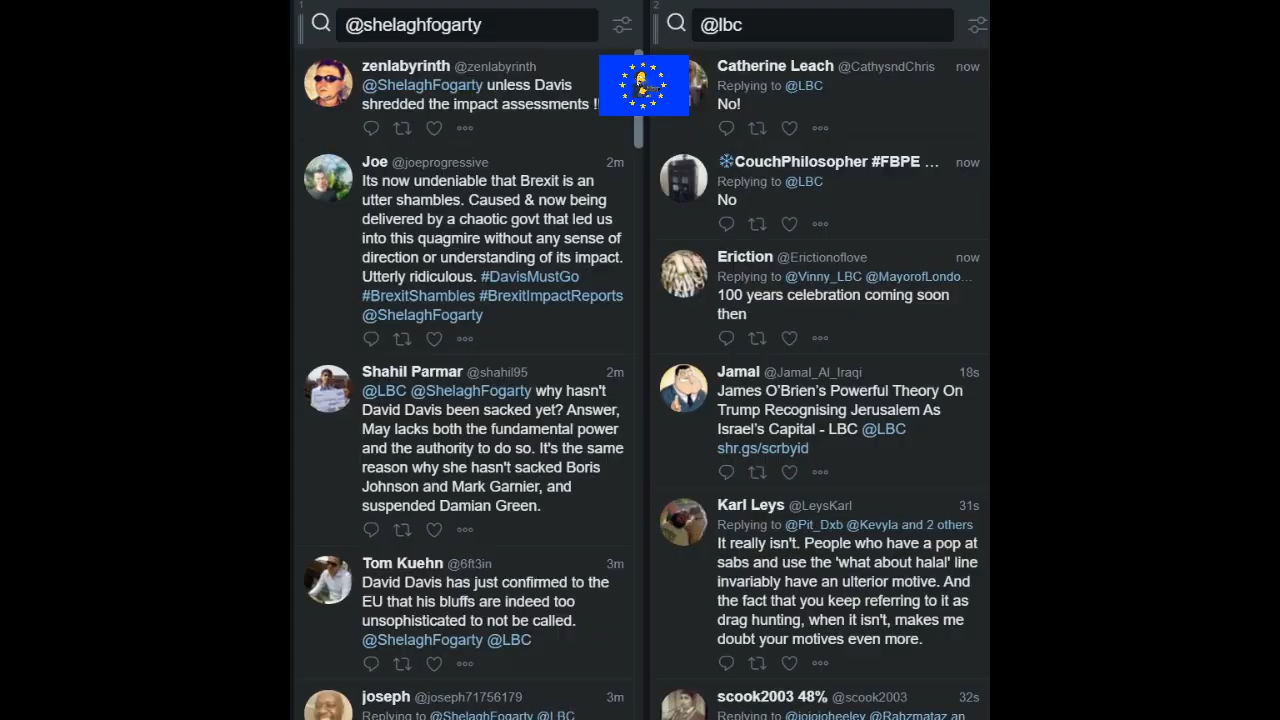 1
@shelaghfogarty
zenlabyrinth @zenlabyrinth
@ShelaghFogarty unless Davis
shredded the impact assessments !!
Joe @joeprogressive 2m
Its now undeniable that Brexit is an
utter shambles. Caused & now being
delivered by a chaotic govt that led us
into this quagmire without any sense of
direction or understanding of its impact.
Utterly ridiculous. #DavisMustGo
#BrexitShambles #BrexitImpactReports
@ShelaghFogarty
Shahil Parmar @shahil95 2m
@LBC @ShelaghFogarty why hasn't
David Davis been sacked yet? Answer,
May lacks both the fundamental power
and the authority to do so. It's the same
reason why she hasn't sacked Boris
Johnson and Mark Garnier, and
suspended Damian Green.
Tom Kuehn @6ft3in 3m
David Davis has just confirmed to the
EU that his bluffs are indeed too
unsophisticated to not be called.
@ShelaghFogarty @LBC
joseph @joseph71756179 3m
Replying to @ShelaghFogarty @LBC
2
@lbc
Catherine Leach @CathysndChris now
Replying to @LBC
No!
❄CouchPhilosopher #FBPE … now
Replying to @LBC
No
Eriction @Erictionoflove now
Replying to @Vinny_LBC @MayorofLondo…
100 years celebration coming soon
then
Jamal @Jamal_Al_Iraqi 18s
James O'Brien's Powerful Theory On
Trump Recognising Jerusalem As
Israel's Capital - LBC @LBC
shr.gs/scrbyid
Karl Leys @LeysKarl 31s
Replying to @Pit_Dxb @Kevyla and 2 others
It really isn't. People who have a pop at
sabs and use the 'what about halal' line
invariably have an ulterior motive. And
the fact that you keep referring to it as
drag hunting, when it isn't, makes me
doubt your motives even more.
scook2003 48% @scook2003 32s
Replying to @jojojoheeley @Rahzmataz an